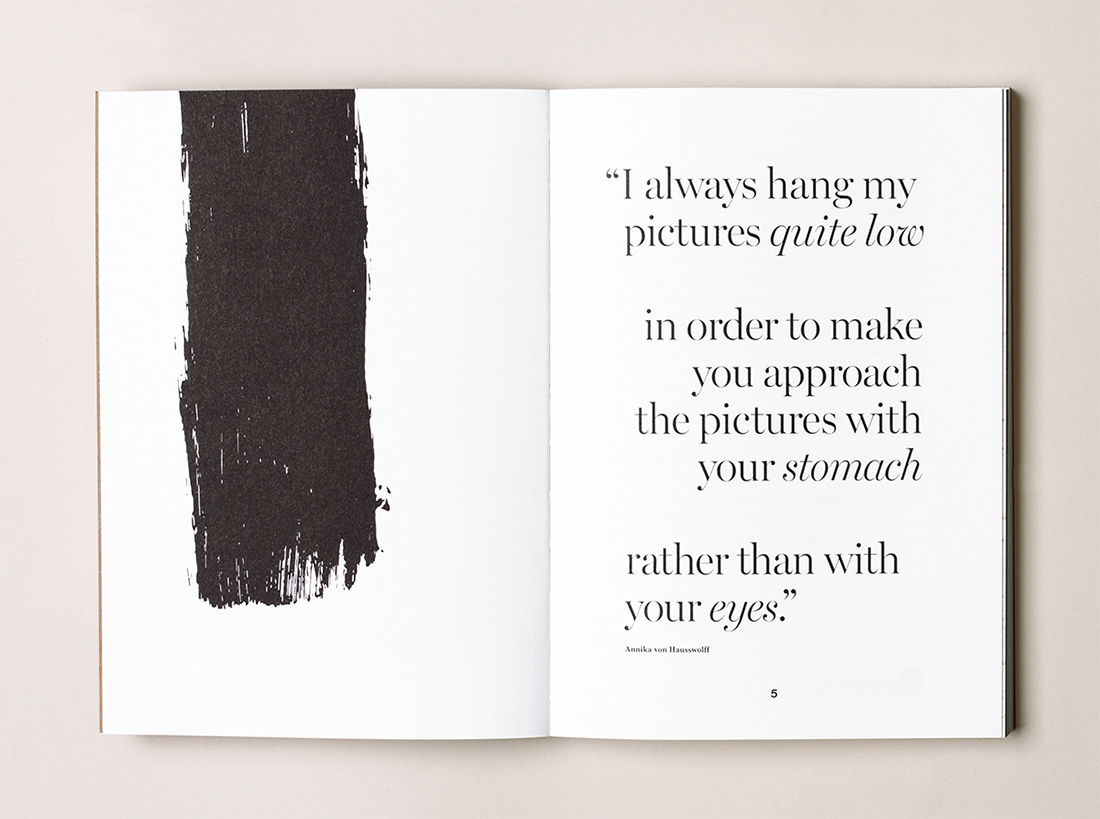 “I always hang my
pictures quite low
in order to make
you approach
the pictures with
your stomach
rather than with
your eyes.”
Annika von Hausswolff
5